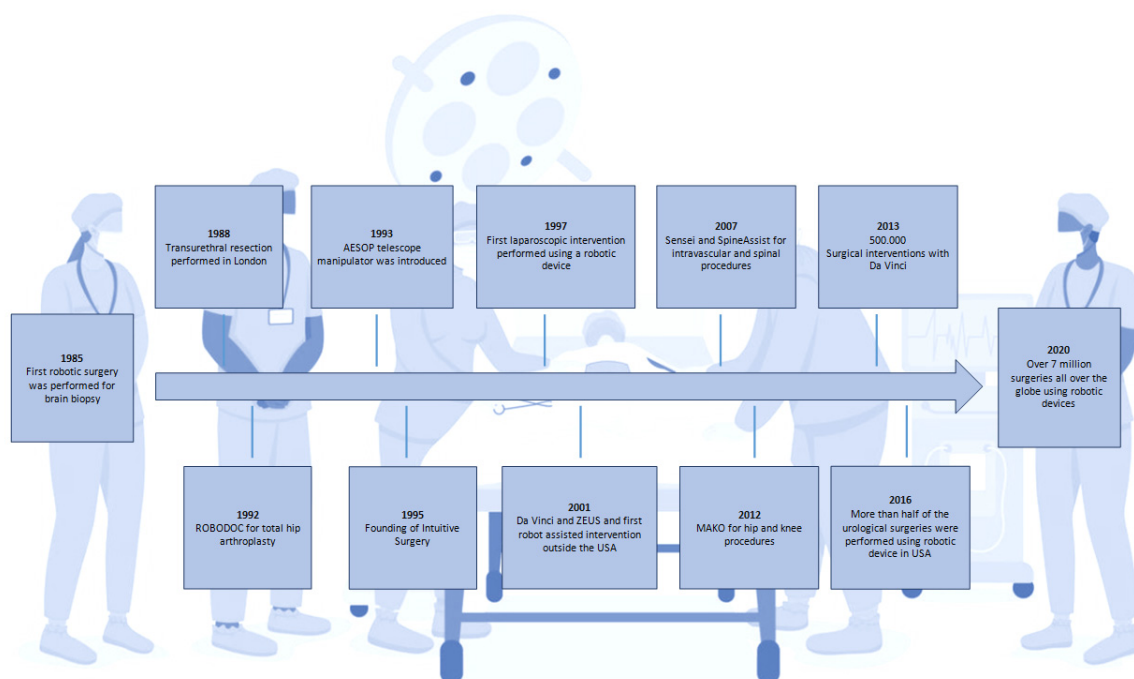 1985
First robotic surgery
was performed for
brain biopsy
1988
Transurethral resection
performed in London
1992
ROBODOC for total hip
arthroplasty
1993
AESOP telescope
manipulator was introduced
1995
Founding of Intuitive
Surgery
1997
First laparoscopic intervention
performed using a robotic
device
2001
Da Vinci and ZEUS and first
robot assisted intervention
outside the USA
2007
Sensei and SpineAssist for
intravascular and spinal
procedures
2012
MAKO for hip and knee
procedures
2013
500.000
Surgical interventions with
Da Vinci
2016
More than half of the
urological surgeries were
performed using robotic
device in USA
2020
Over 7 million
surgeries all over the
globe using robotic
devices